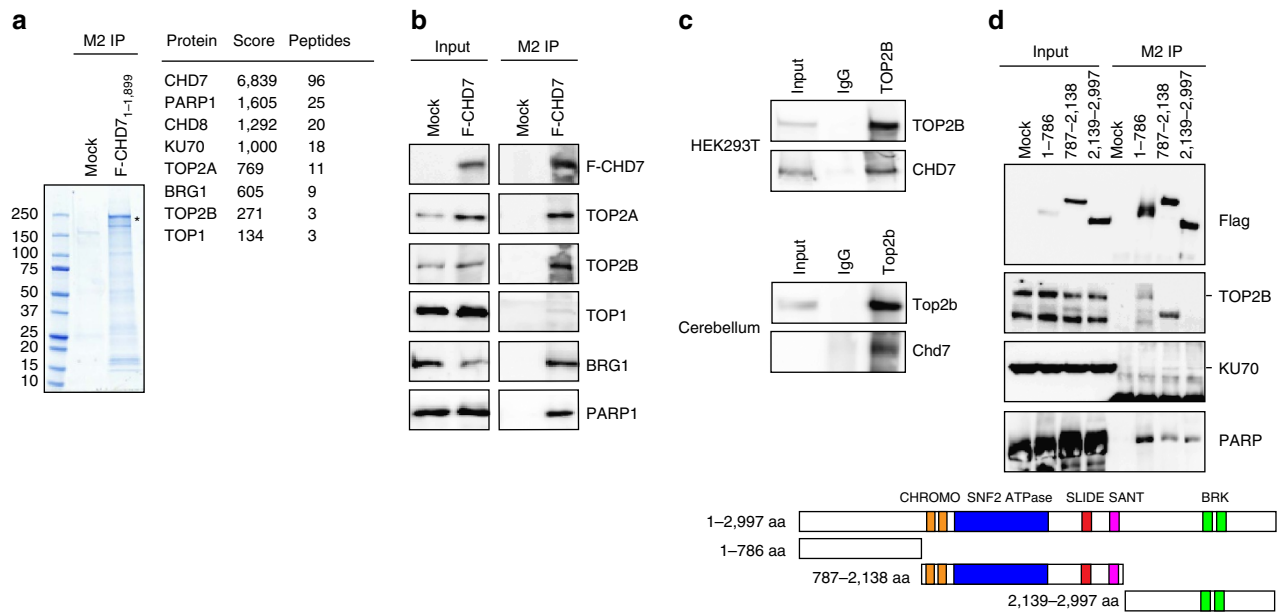 a
M2 IP
Mock
F-CHD7₁₋₁,₈₉₉
250
150
100
75
50
37
25
20
15
10
*
Protein Score Peptides
CHD7 6,839 96
PARP1 1,605 25
CHD8 1,292 20
KU70 1,000 18
TOP2A 769 11
BRG1 605 9
TOP2B 271 3
TOP1 134 3
b
Input M2 IP
Mock F-CHD7 Mock F-CHD7
F-CHD7
TOP2A
TOP2B
TOP1
BRG1
PARP1
c
Input IgG TOP2B
HEK293T
TOP2B
CHD7
Input IgG Top2b
Cerebellum
Top2b
Chd7
d
Input M2 IP
Mock 1–786 787–2,138 2,139–2,997 Mock 1–786 787–2,138 2,139–2,997
Flag
TOP2B
KU70
PARP
CHROMO SNF2 ATPase SLIDE SANT BRK
1–2,997 aa
1–786 aa
787–2,138 aa
2,139–2,997 aa